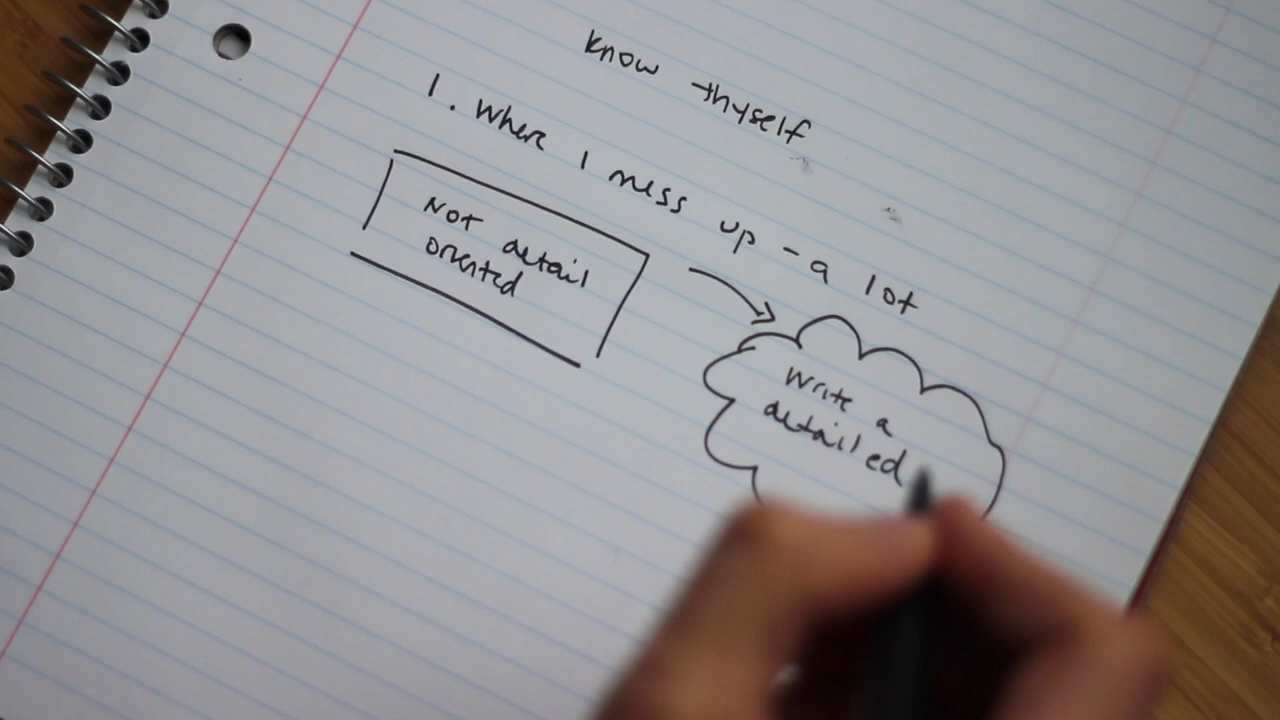 Know thyself
1. Where I mess up - a lot
Not detail
oriented
Write a
detailed